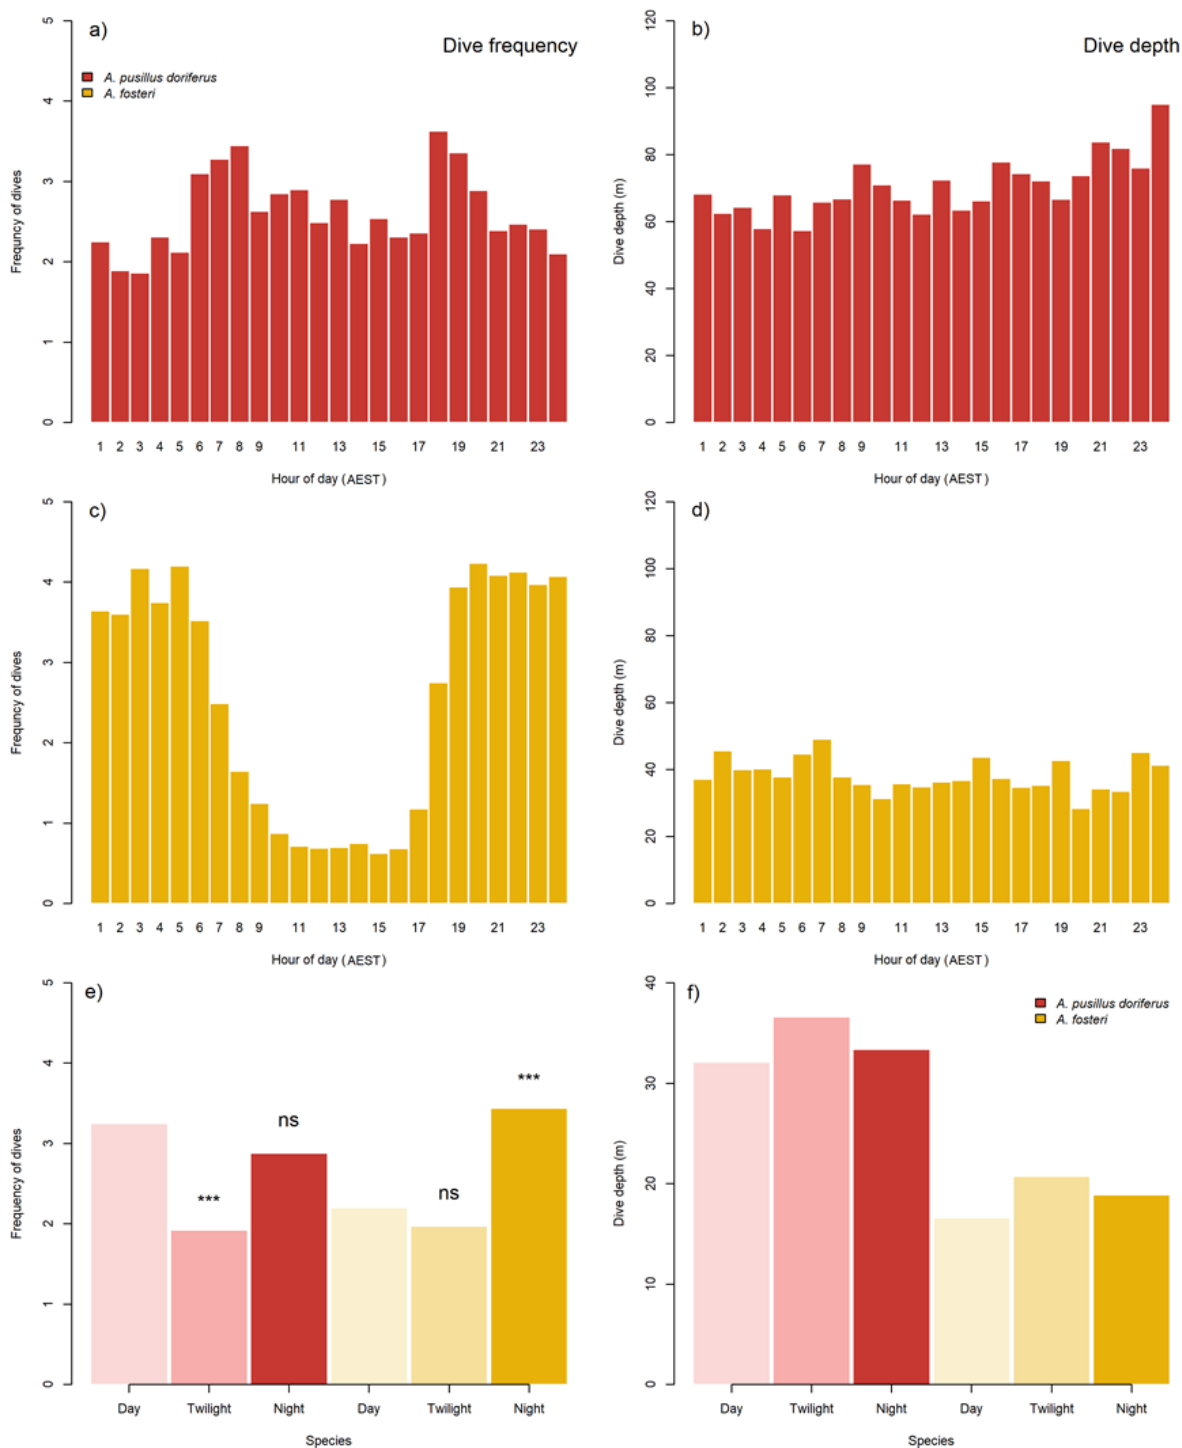 a)
Dive frequency
A. pusillus doriferus
A. fosteri
Frequncy of dives
0 1 2 3 4 5
1 2 3 4 5 6 7 8 9 11 13 15 17 19 21 23
Hour of day (AEST)
b)
Dive depth
Dive depth (m)
0 20 40 60 80 100 120
1 2 3 4 5 6 7 8 9 11 13 15 17 19 21 23
Hour of day (AEST)
c)
Frequncy of dives
0 1 2 3 4 5
1 2 3 4 5 6 7 8 9 11 13 15 17 19 21 23
Hour of day (AEST)
d)
Dive depth (m)
0 20 40 60 80 100 120
1 2 3 4 5 6 7 8 9 11 13 15 17 19 21 23
Hour of day (AEST)
e)
Frequency of dives
0 1 2 3 4 5
*** ns ns ***
Day Twilight Night Day Twilight Night
Species
f)
A. pusillus doriferus
A. fosteri
Dive depth (m)
0 10 20 30 40
Day Twilight Night Day Twilight Night
Species